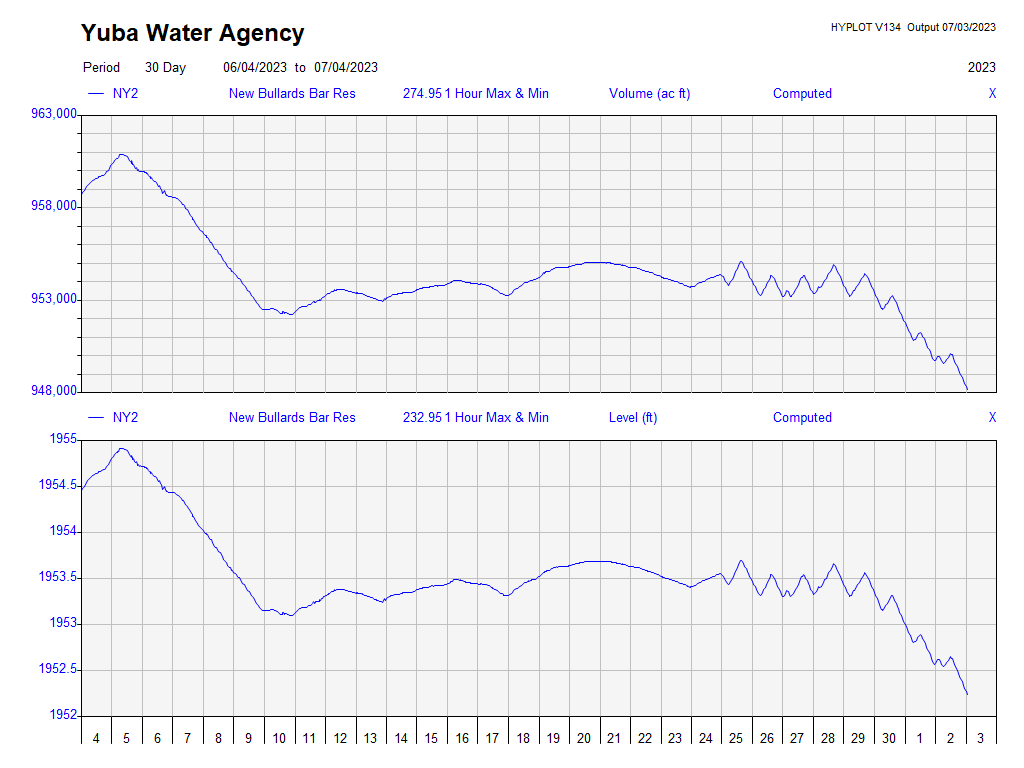 Yuba Water Agency
HYPLOT V134 Output 07/03/2023
Period 30 Day 06/04/2023 to 07/04/2023 2023
NY2 New Bullards Bar Res 274.95 1 Hour Max & Min Volume (ac ft) Computed X
963,000
958,000
953,000
948,000
NY2 New Bullards Bar Res 232.95 1 Hour Max & Min Level (ft) Computed X
1955
1954.5
1954
1953.5
1953
1952.5
1952
4 5 6 7 8 9 10 11 12 13 14 15 16 17 18 19 20 21 22 23 24 25 26 27 28 29 30 1 2 3